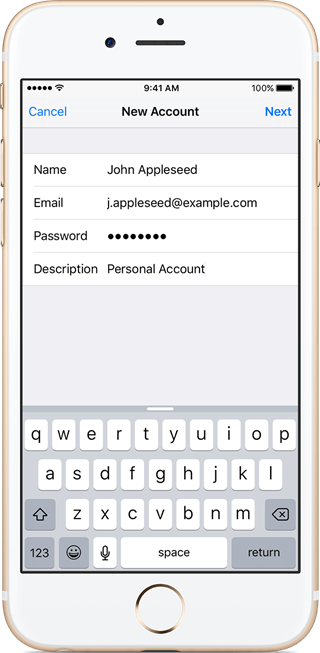 9:41 AM 100%
Cancel New Account Next
Name John Appleseed
Email j.appleseed@example.com
Password ●●●●●●●●
Description Personal Account
q w e r t y u i o p
a s d f g h j k l
z x c v b n m
123 space return